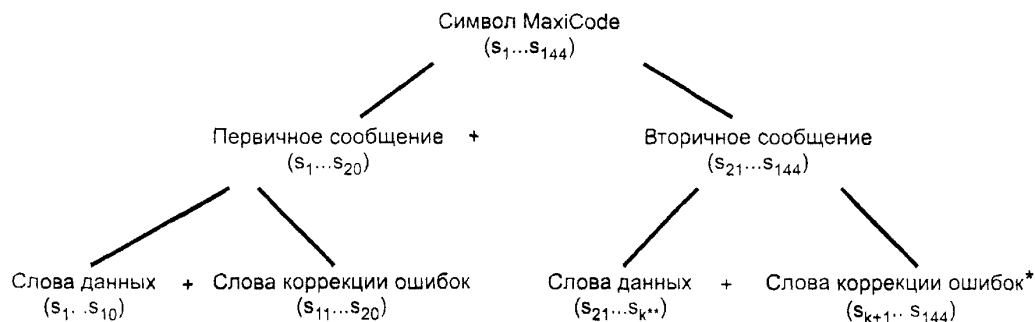 Символ MaxiCode
(s1...s144)
Первичное сообщение +
(s1...s20)
Вторичное сообщение
(s21...s144)
Слова данных + Слова коррекции ошибок
(s1. .s10)
(s11...s20)
Слова данных + Слова коррекции ошибок*
(s21...sk**)
(sk+1.. s144)